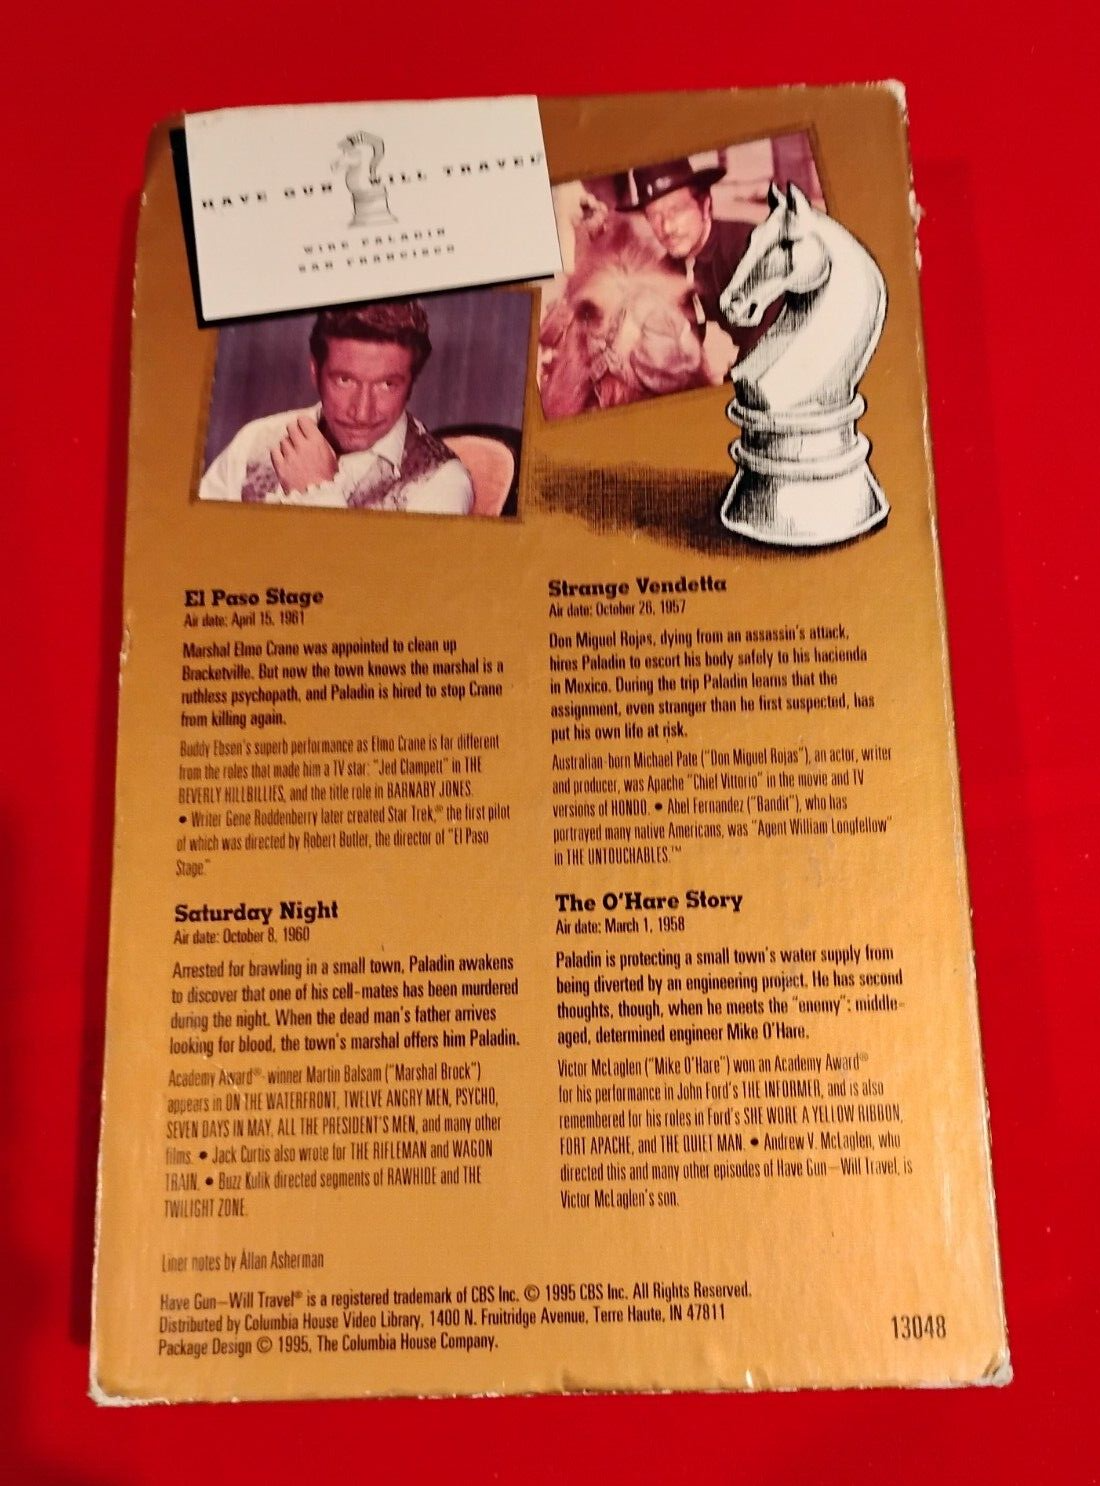 HAVE GUN WILL TRAVEL
WIRE PALADIN
SAN FRANCISCO
El Paso Stage
Air date: April 15, 1961
Marshal Elmo Crane was appointed to clean up
Bracketville. But now the town knows the marshal is a
ruthless psychopath, and Paladin is hired to stop Crane
from killing again.
Buddy Ebsen's superb performance as Elmo Crane is far different
from the roles that made him a TV star: "Jed Clampett" in THE
BEVERLY HILLBILLIES, and the title role in BARNABY JONES.
• Writer Gene Roddenberry later created Star Trek,® the first pilot
of which was directed by Robert Butler, the director of "El Paso
Stage."
Saturday Night
Air date: October 8, 1960
Arrested for brawling in a small town, Paladin awakens
to discover that one of his cell-mates has been murdered
during the night. When the dead man's father arrives
looking for blood, the town's marshal offers him Paladin.
Academy Award®-winner Martin Balsam ("Marshal Brock")
appears in ON THE WATERFRONT, TWELVE ANGRY MEN, PSYCHO,
SEVEN DAYS IN MAY, ALL THE PRESIDENT'S MEN, and many other
films. • Jack Curtis also wrote for THE RIFLEMAN and WAGON
TRAIN. • Buzz Kulik directed segments of RAWHIDE and THE
TWILIGHT ZONE.
Strange Vendetta
Air date: October 26, 1957
Don Miguel Rojas, dying from an assassin's attack,
hires Paladin to escort his body safely to his hacienda
in Mexico. During the trip Paladin learns that the
assignment, even stranger than he first suspected, has
put his own life at risk.
Australian-born Michael Pate ("Don Miguel Rojas"), an actor, writer
and producer, was Apache "Chief Vittorio" in the movie and TV
versions of HONDO. • Abel Fernandez ("Bandit"), who has
portrayed many native Americans, was "Agent William Longfellow"
in THE UNTOUCHABLES.™
The O'Hare Story
Air date: March 1, 1958
Paladin is protecting a small town's water supply from
being diverted by an engineering project. He has second
thoughts, though, when he meets the "enemy": middle-
aged, determined engineer Mike O'Hare.
Victor McLaglen ("Mike O'Hare") won an Academy Award®
for his performance in John Ford's THE INFORMER, and is also
remembered for his roles in Ford's SHE WORE A YELLOW RIBBON,
FORT APACHE, and THE QUIET MAN. • Andrew V. McLaglen, who
directed this and many other episodes of Have Gun—Will Travel, is
Victor McLaglen's son.
Liner notes by Allan Asherman
Have Gun—Will Travel® is a registered trademark of CBS Inc. © 1995 CBS Inc. All Rights Reserved.
Distributed by Columbia House Video Library, 1400 N. Fruitridge Avenue, Terre Haute, IN 47811
Package Design © 1995, The Columbia House Company.
13048